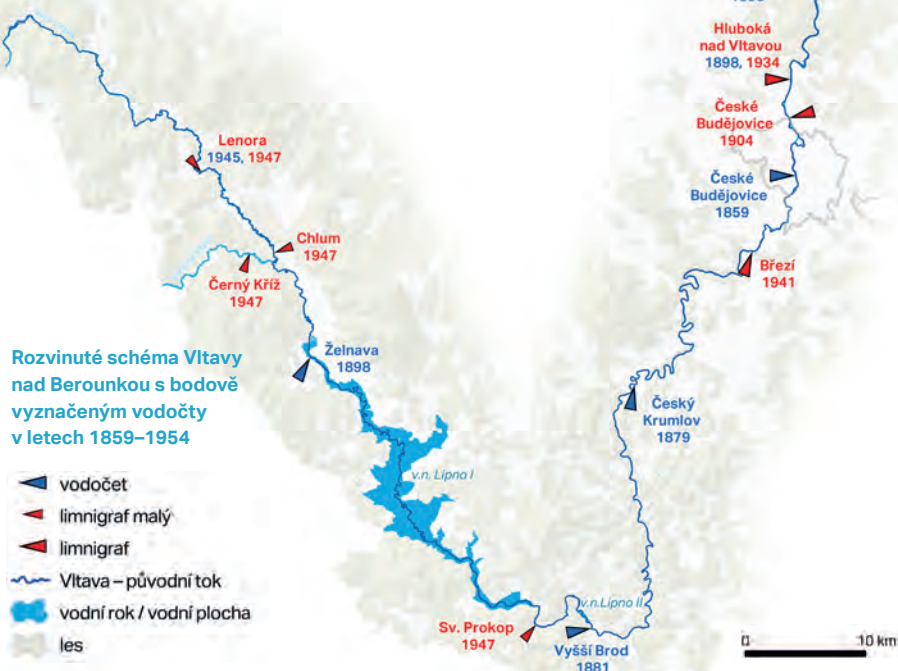 Hluboká
nad Vltavou
1898, 1934
České
Budějovice
1904
České
Budějovice
1859
Březí
1941
Lenora
1945, 1947
Chlum
1947
Černý Kříž
1947
Želnava
1898
Český
Krumlov
1879
v.n. Lipno I
v.n. Lipno II
Sv. Prokop
1947
Vyšší Brod
1881
Rozvinuté schéma Vltavy
nad Berounkou s bodově
vyznačeným vodočty
v letech 1859–1954
vodočet
limnigraf malý
limnigraf
Vltava – původní tok
vodní rok / vodní plocha
les
0 10 km